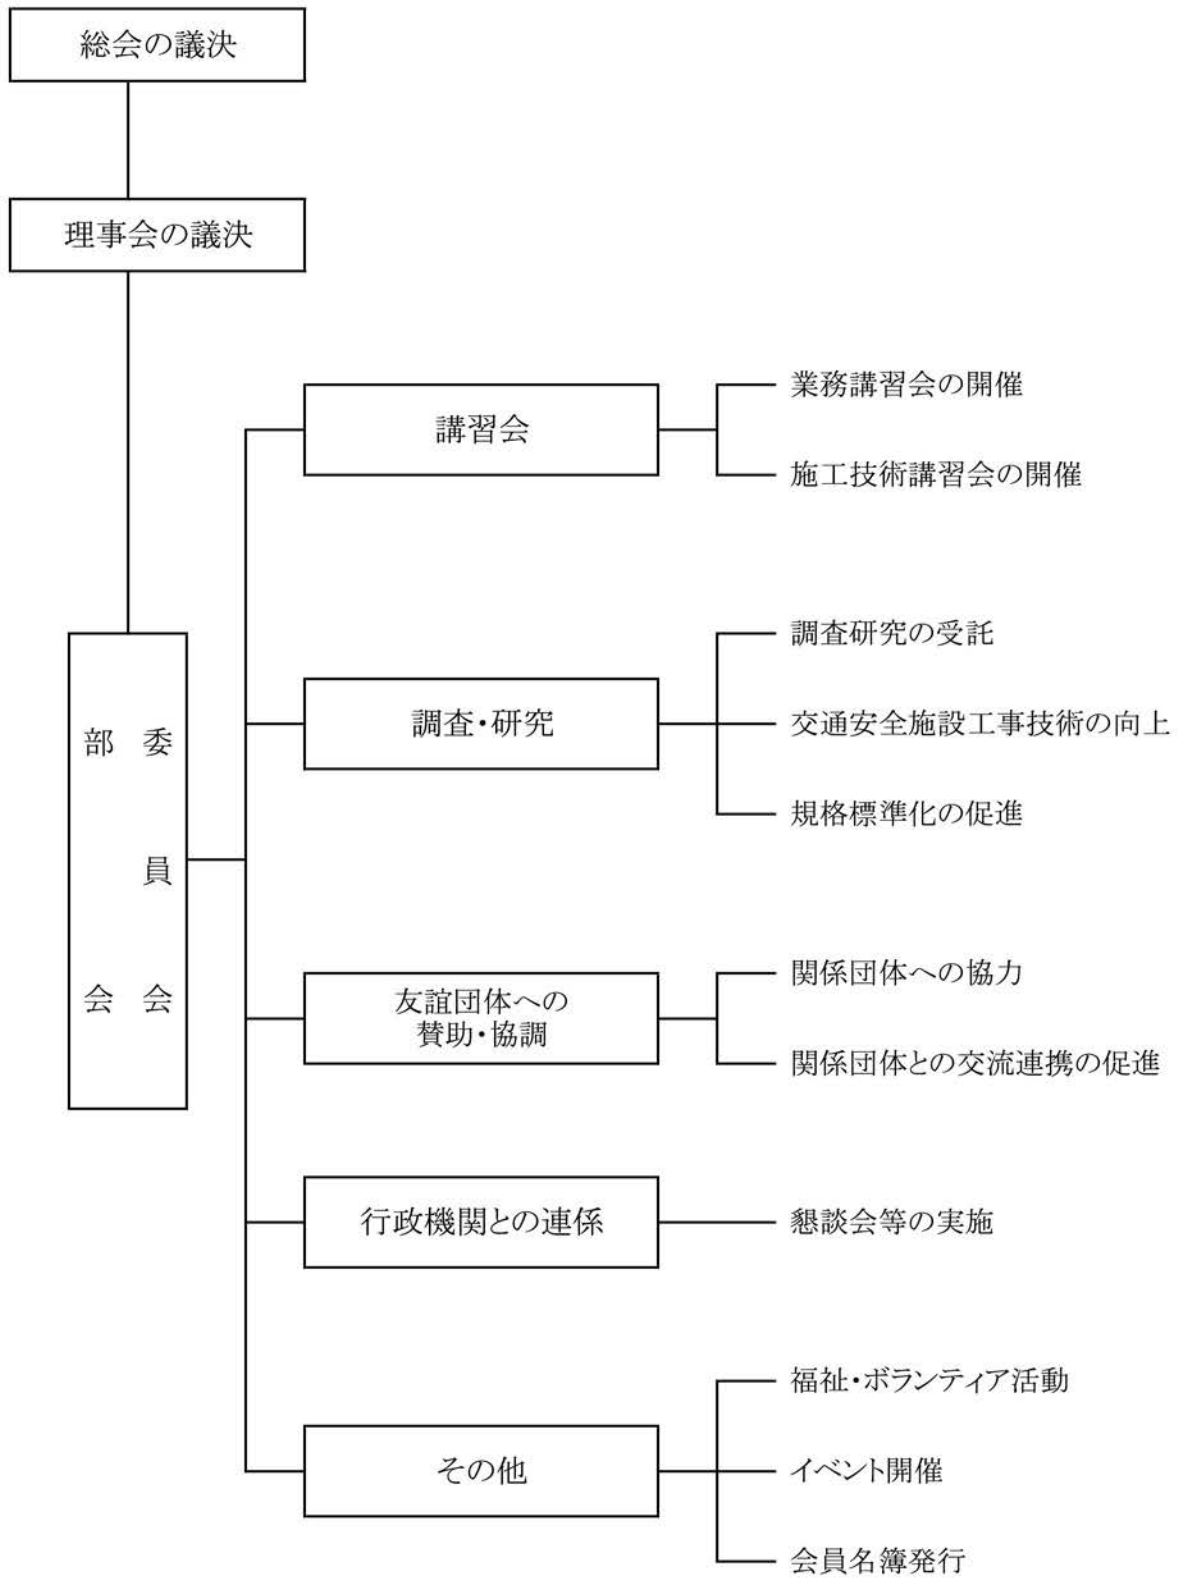 総会の議決
理事会の議決
委員会
部会
講習会
業務講習会の開催
施工技術講習会の開催
調査・研究
調査研究の受託
交通安全施設工事技術の向上
規格標準化の促進
友誼団体への
賛助・協調
関係団体への協力
関係団体との交流連携の促進
行政機関との連係
懇談会等の実施
その他
福祉・ボランティア活動
イベント開催
会員名簿発行